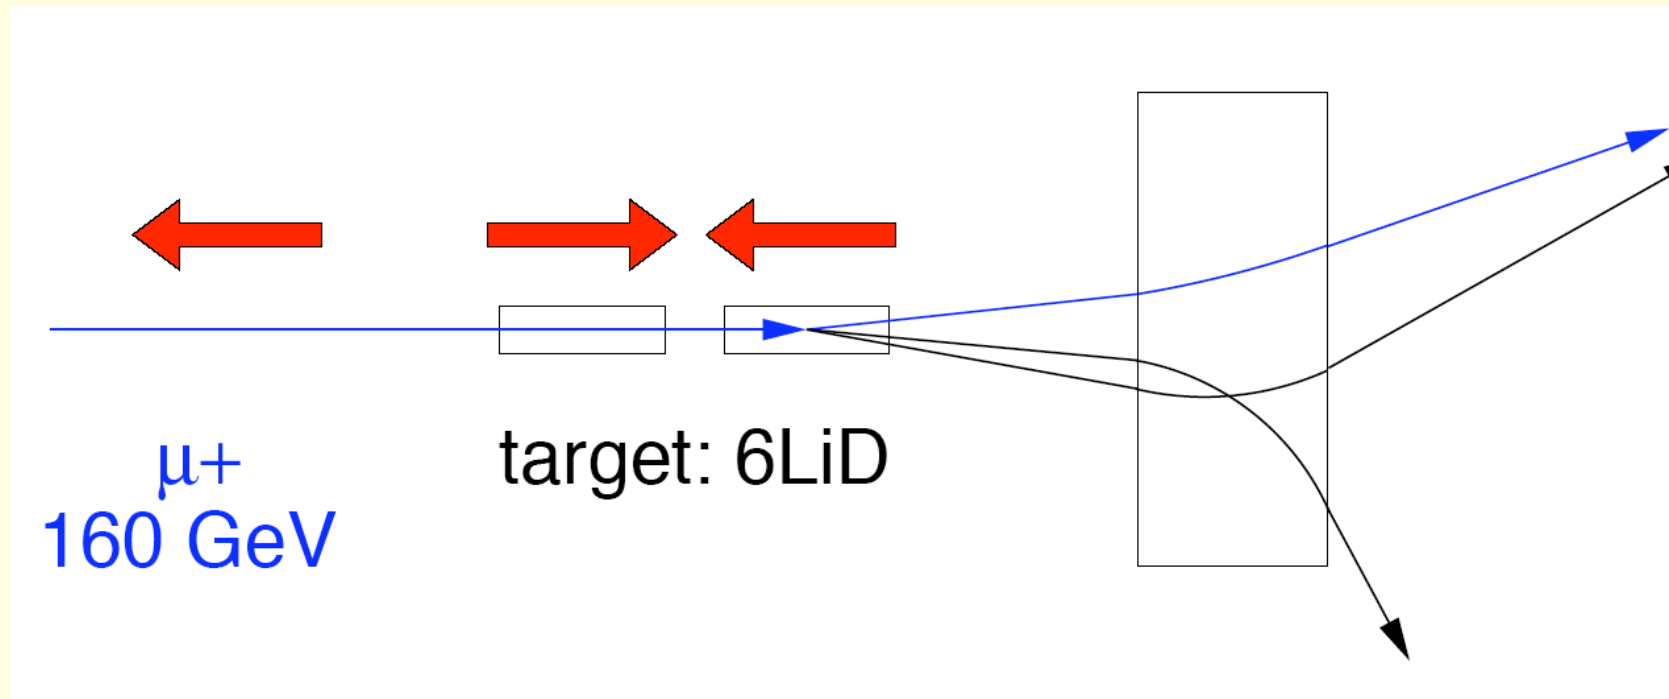 μ+
160 GeV
target: 6LiD